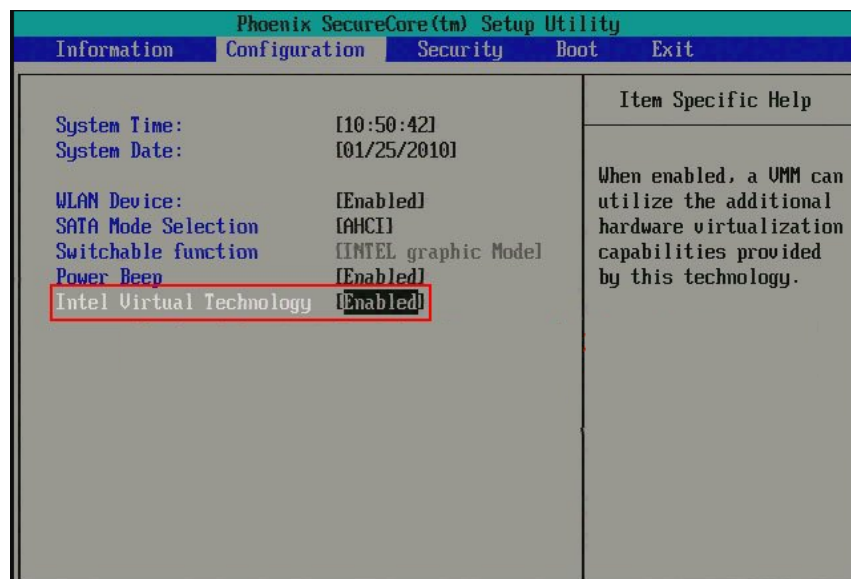 Phoenix SecureCore(tm) Setup Utility
Information Configuration Security Boot Exit
System Time: [10:50:42]
System Date: [01/25/2010]
WLAN Device: [Enabled]
SATA Mode Selection [AHCI]
Switchable function [INTEL graphic Mode]
Power Beep [Enabled]
Intel Virtual Technology [Enabled]
Item Specific Help
When enabled, a VMM can
utilize the additional
hardware virtualization
capabilities provided
by this technology.